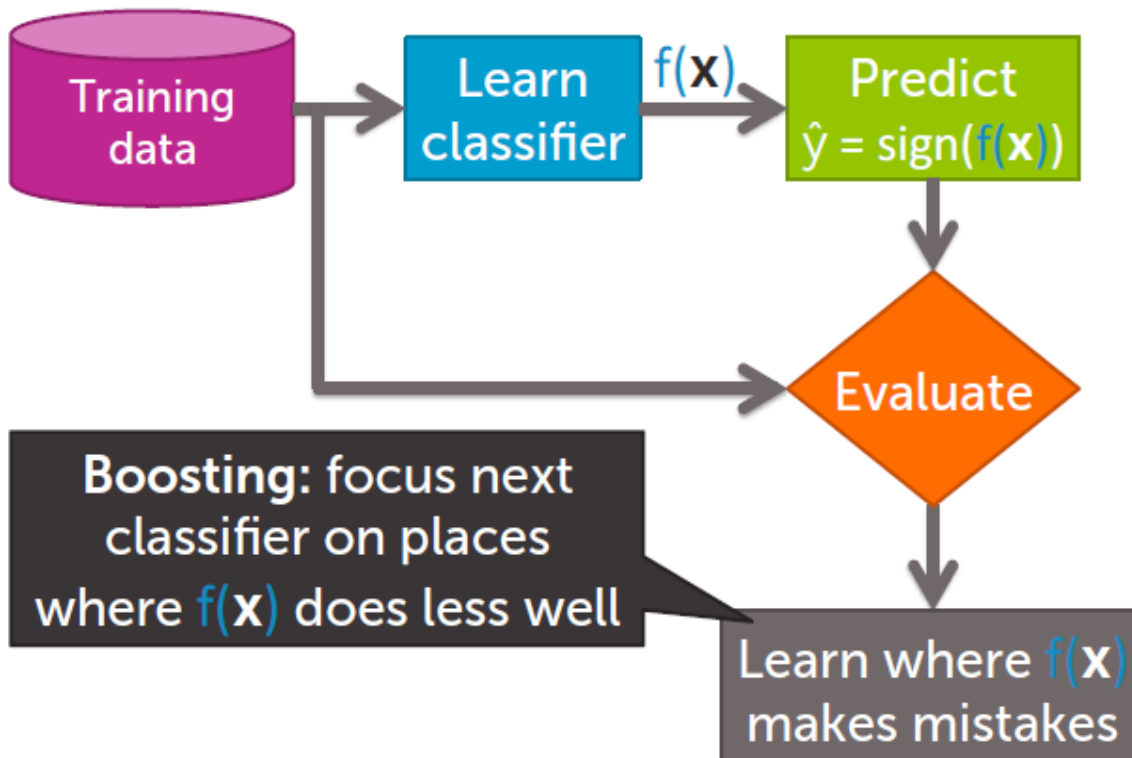 Training
data
Learn
classifier
f(x)
Predict
ŷ = sign(f(x))
Evaluate
Boosting: focus next
classifier on places
where f(x) does less well
Learn where f(x)
makes mistakes